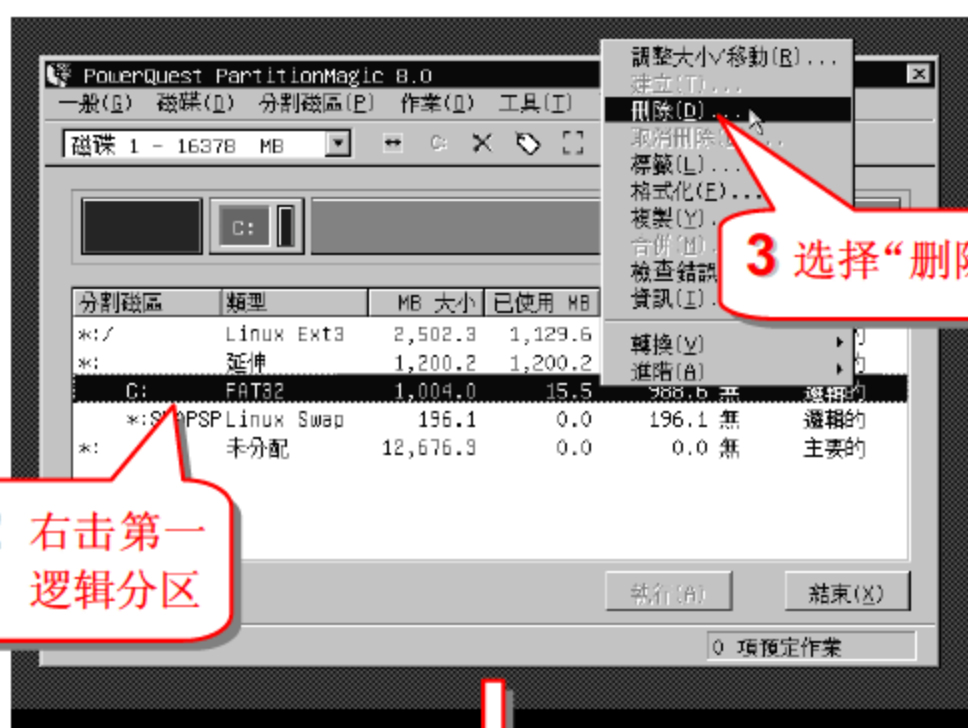 PowerQuest PartitionMagic 8.0
一般(G) 磁碟(D) 分割磁區(P) 作業(O) 工具(T)
磁碟 1 - 16378 MB
C:
C:
調整大小/移動(R)...
建立(T)...
刪除(D)...
取消刪除
標籤(L)...
格式化(F)...
複製(Y)
合併(M)
檢查錯誤
資訊(I)
轉換(V)
進階(A)
3 选择“删除
分割磁區 類型 MB 大小 已使用 MB
*:/ Linux Ext3 2,502.3 1,129.6
*: 延伸 1,200.2 1,200.2
C: FAT32 1,004.0 15.5 988.6 無 邏輯的
*:SWAPSP Linux Swap 196.1 0.0 196.1 無 邏輯的
*: 未分配 12,676.3 0.0 0.0 無 主要的
右击第一
逻辑分区
執行(A) 結束(X)
0 項預定作業